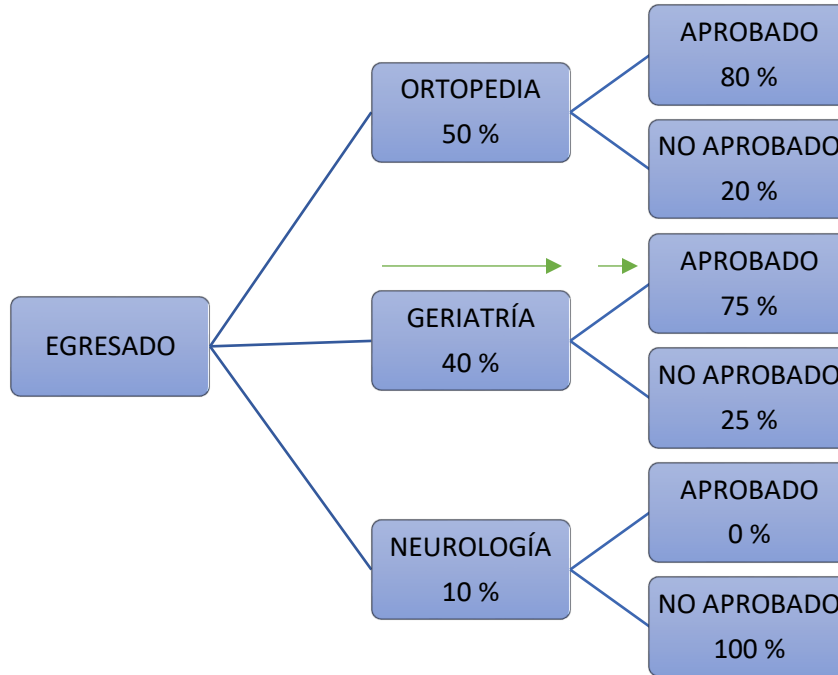 EGRESADO
ORTOPEDIA
50 %
APROBADO
80 %
NO APROBADO
20 %
GERIATRÍA
40 %
APROBADO
75 %
NO APROBADO
25 %
NEUROLOGÍA
10 %
APROBADO
0 %
NO APROBADO
100 %